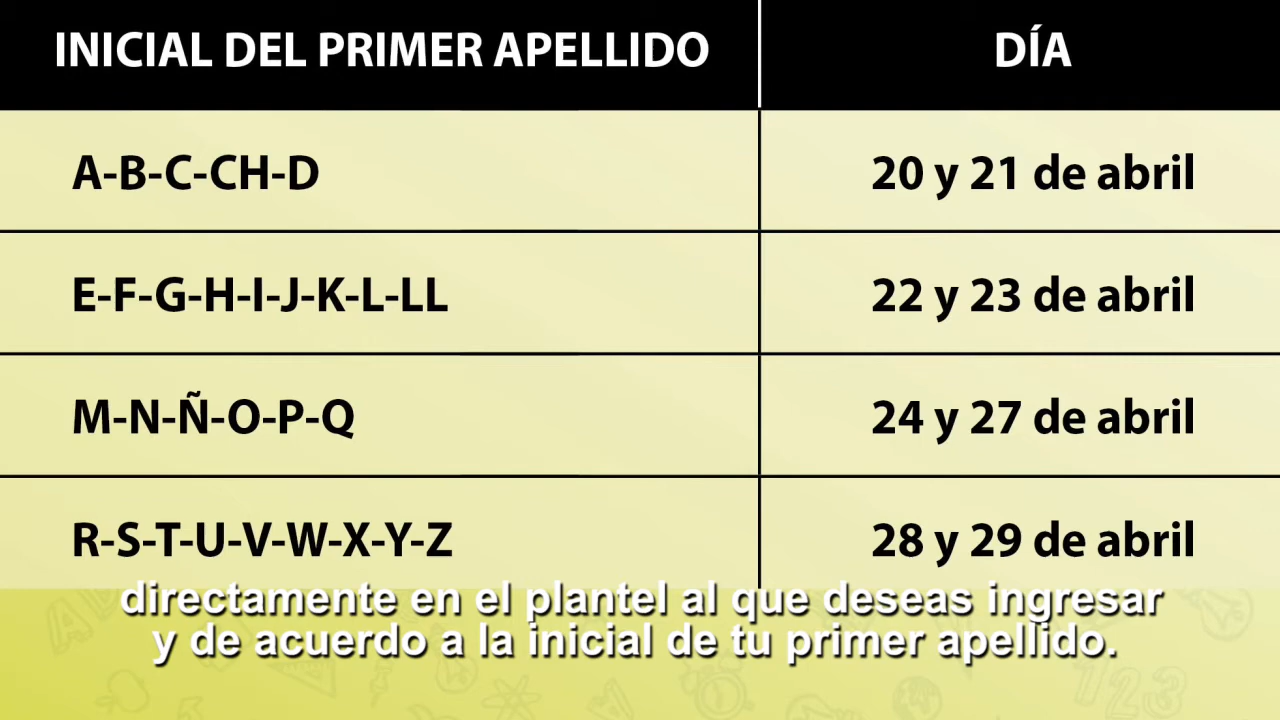 INICIAL DEL PRIMER APELLIDO DÍA
A-B-C-CH-D 20 y 21 de abril
E-F-G-H-I-J-K-L-LL 22 y 23 de abril
M-N-Ñ-O-P-Q 24 y 27 de abril
R-S-T-U-V-W-X-Y-Z 28 y 29 de abril
directamente en el plantel al que deseas ingresar
y de acuerdo a la inicial de tu primer apellido.